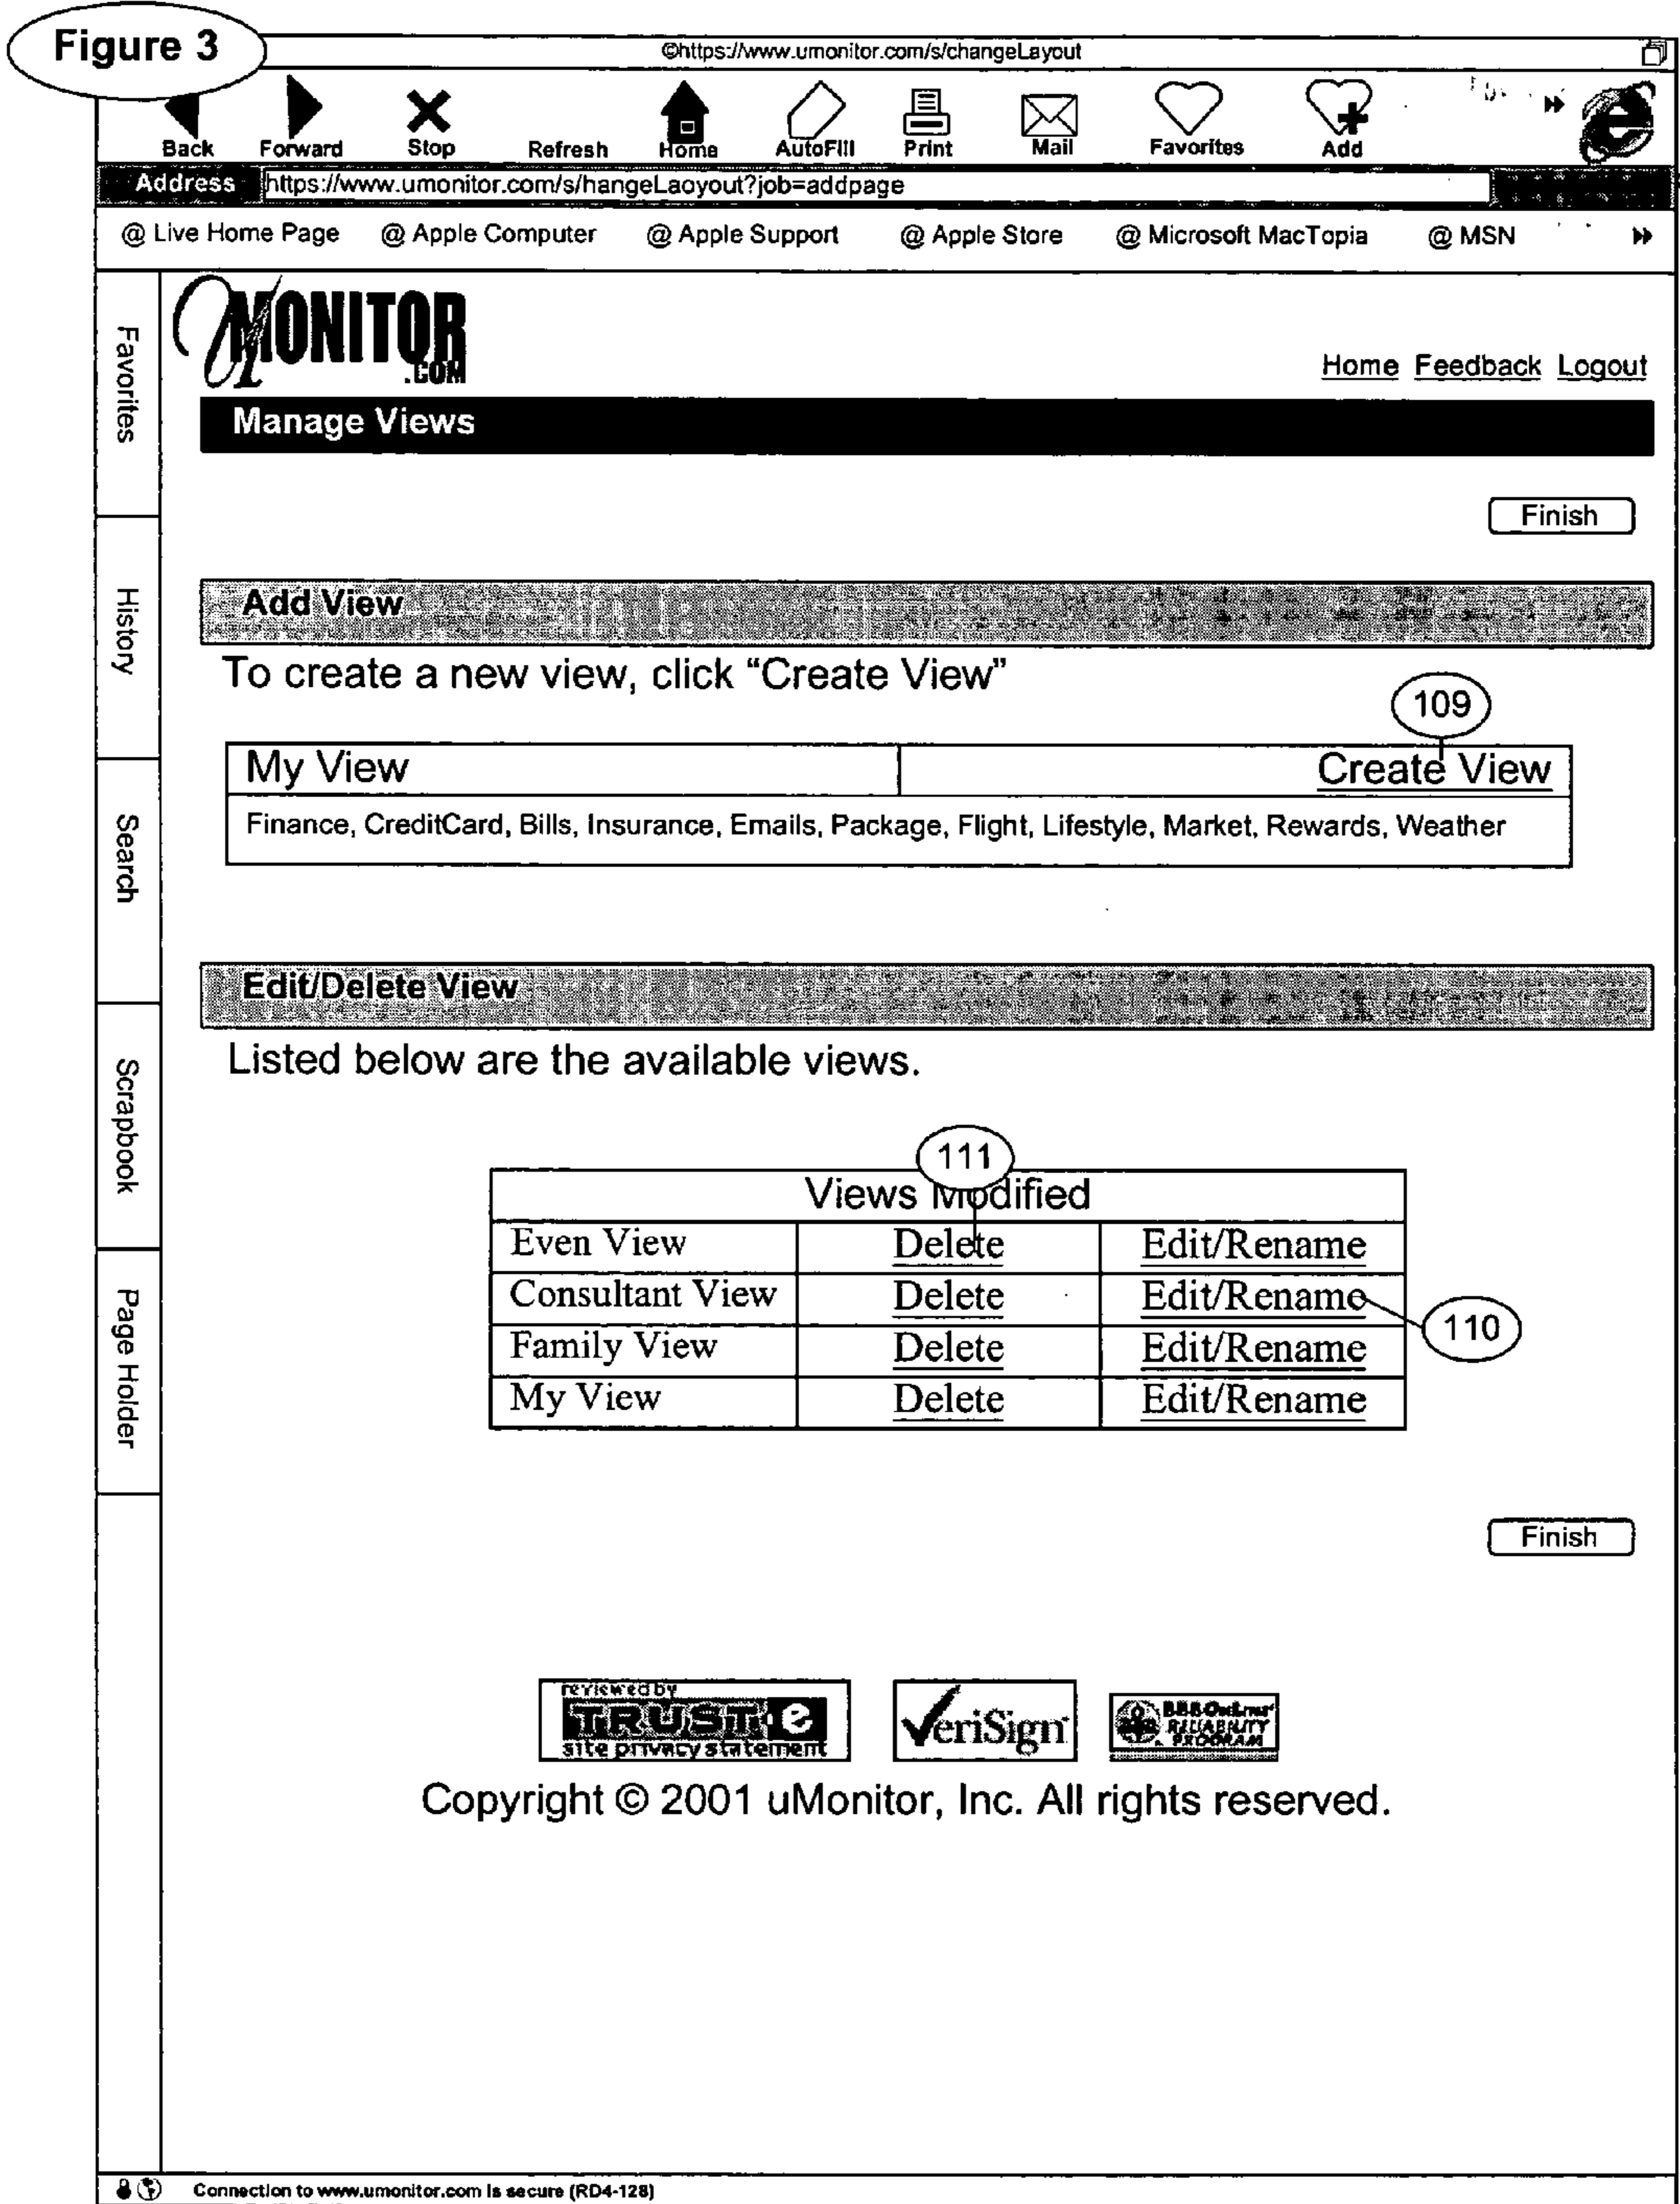 Figure 3
©https://www.umonitor.com/s/changeLayout
Back Forward Stop Refresh Home AutoFill Print Mail Favorites Add
Address https://www.umonitor.com/s/hangeLaoyout?job=addpage
@ Live Home Page @ Apple Computer @ Apple Support @ Apple Store @ Microsoft MacTopia @ MSN
Favorites
History
Search
Scrapbook
Page Holder
UMONITOR
.COM
Home Feedback Logout
Manage Views
Finish
Add View
To create a new view, click “Create View”
109
My View Create View
Finance, CreditCard, Bills, Insurance, Emails, Package, Flight, Lifestyle, Market, Rewards, Weather
Edit/Delete View
Listed below are the available views.
111
Views Modified
Even View Delete Edit/Rename
Consultant View Delete Edit/Rename
110
Family View Delete Edit/Rename
My View Delete Edit/Rename
Finish
reviewed by
TRUSTe
site privacy statement
VeriSign
BBBOnLine
RELIABILITY
PROGRAM
Copyright © 2001 uMonitor, Inc. All rights reserved.
Connection to www.umonitor.com is secure (RD4-128)